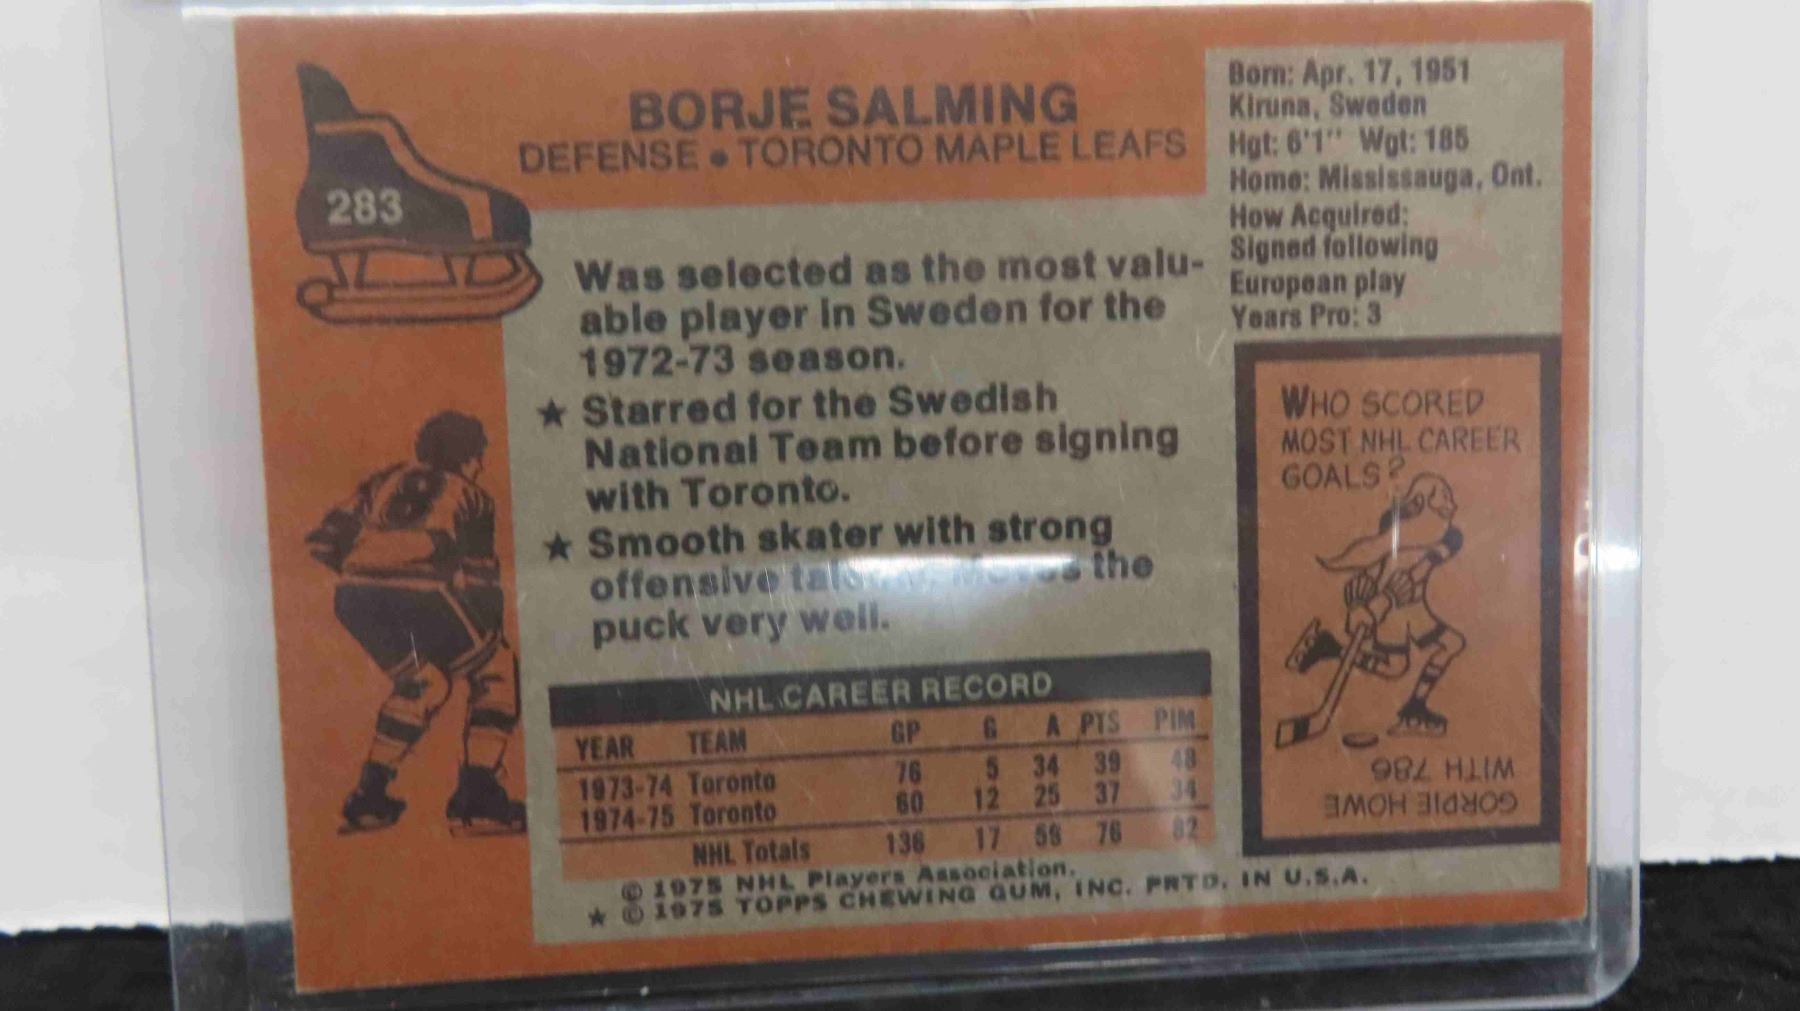 283
BORJE SALMING
DEFENSE • TORONTO MAPLE LEAFS
Born: Apr. 17, 1951
Kiruna, Sweden
Hgt: 6'1" Wgt: 185
Home: Mississauga, Ont.
How Acquired:
Signed following
European play
Years Pro: 3
Was selected as the most valu-
able player in Sweden for the
1972-73 season.
★ Starred for the Swedish
National Team before signing
with Toronto.
★ Smooth skater with strong
offensive the
puck very well.
8
NHL CAREER RECORD
YEAR TEAM GP G A PTS PIM
1973-74 Toronto 76 5 34 39 48
1974-75 Toronto 60 12 25 37 34
NHL Totals 136 17 59 76 82
© 1975 NHL Players Association.
★ © 1975 TOPPS CHEWING GUM, INC. PRTD. IN U.S.A.
WHO SCORED
MOST NHL CAREER
GOALS?
GORDIE HOWE
WITH 786